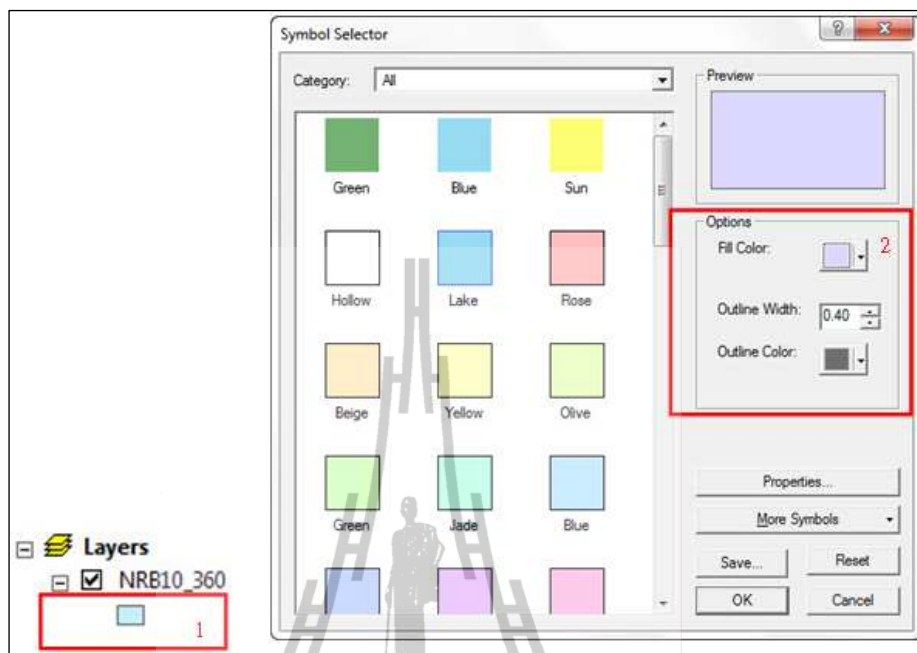 Symbol Selector
Category:
All
Green
Blue
Sun
Hollow
Lake
Rose
Beige
Yellow
Olive
Green
Jade
Blue
Preview
Options
Fill Color:
2
Outline Width:
0.40
Outline Color:
Properties...
More Symbols
Save...
Reset
OK
Cancel
Layers
NRB10_360
1